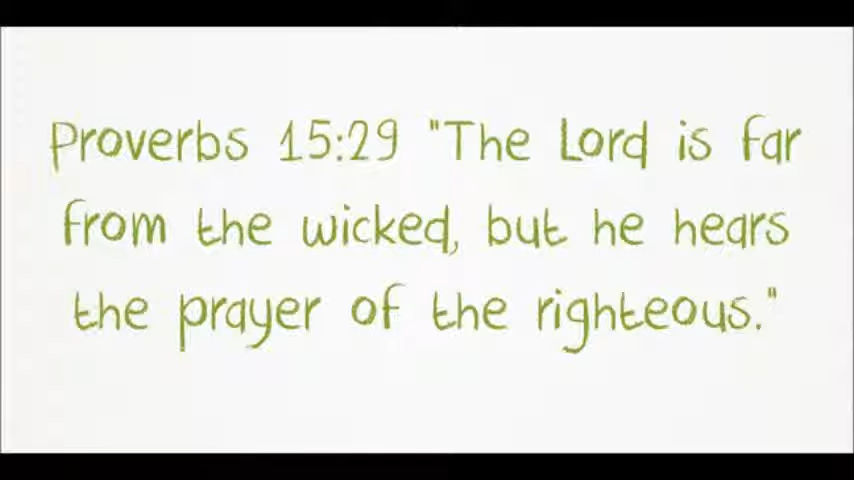 Proverbs 15:29 "The Lord is far
from the wicked, but he hears
the prayer of the righteous."